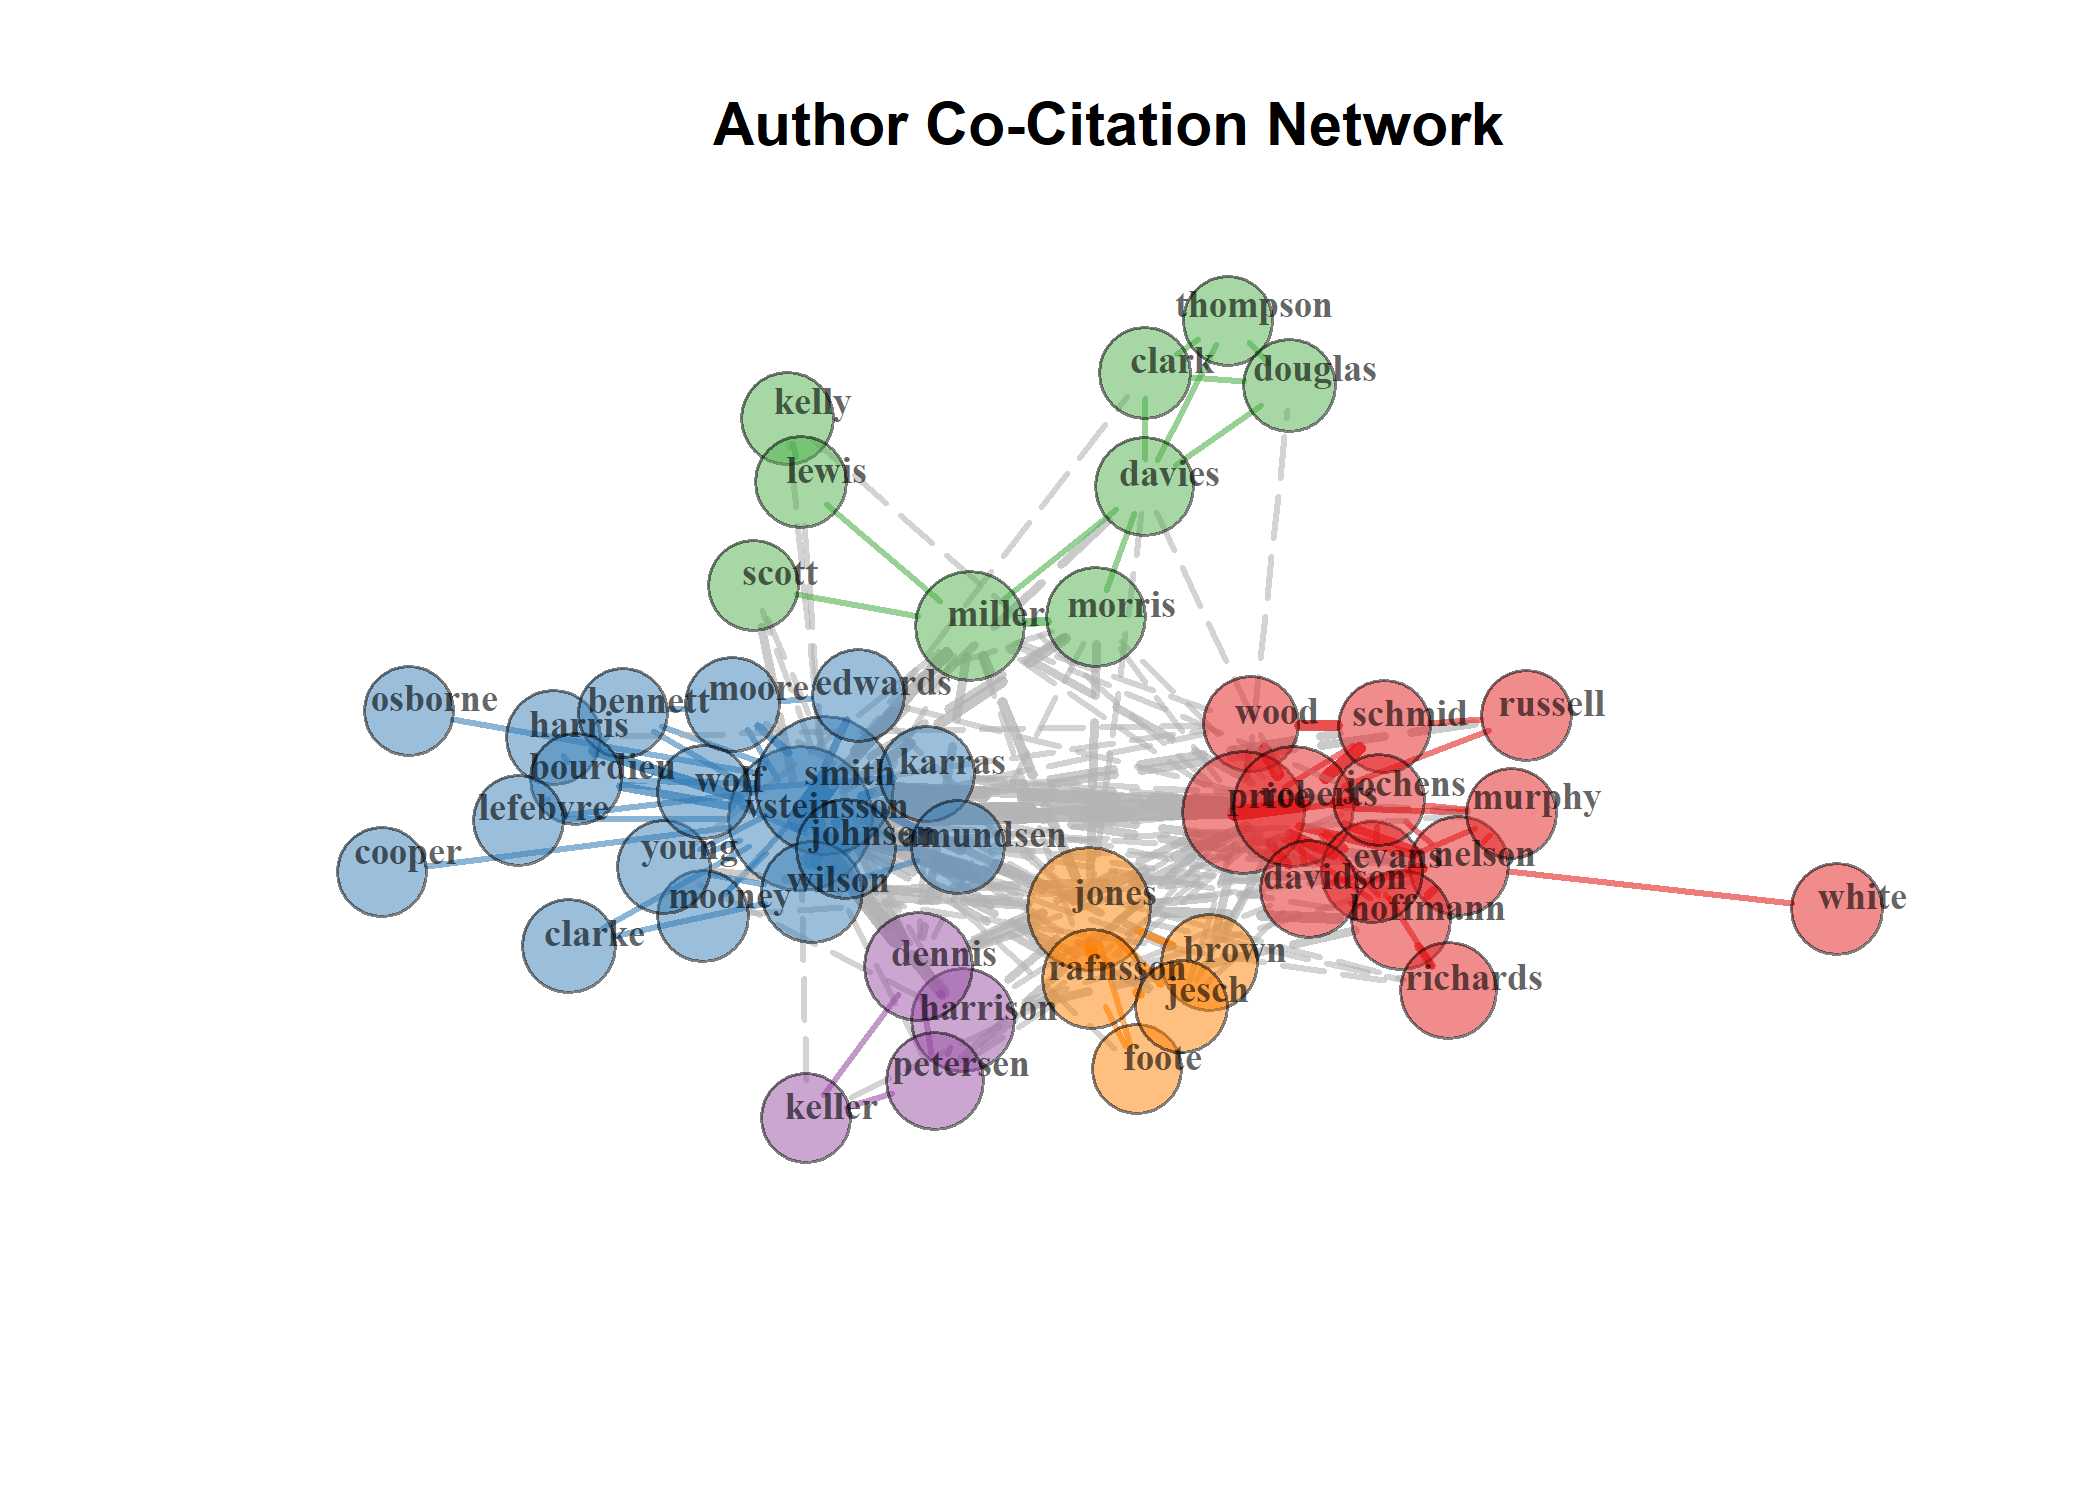 Author Co-Citation Network
thompson
clark
douglas
kelly
lewis
davies
scott
miller
morris
osborne
harris
bennett
moore
edwards
wood
schmid
russell
bourdieu
wolf
smith
karras
lefebvre
vsteinsson
price
roberts
jochens
murphy
cooper
young
johnsen
amundsen
evans
nelson
clarke
mooney
wilson
jones
davidson
hoffmann
white
dennis
rafnsson
brown
harrison
jesch
richards
petersen
foote
keller